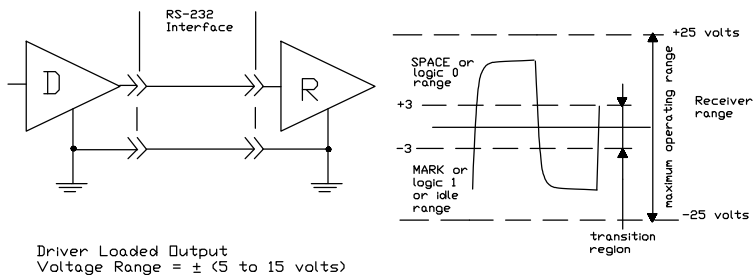 RS-232
Interface
D
R
Driver Loaded Output
Voltage Range = ± (5 to 15 volts)
+25 volts
SPACE or
logic 0
range
+3
-3
MARK or
logic 1
or idle
range
maximum operating range
Receiver
range
-25 volts
transition
region